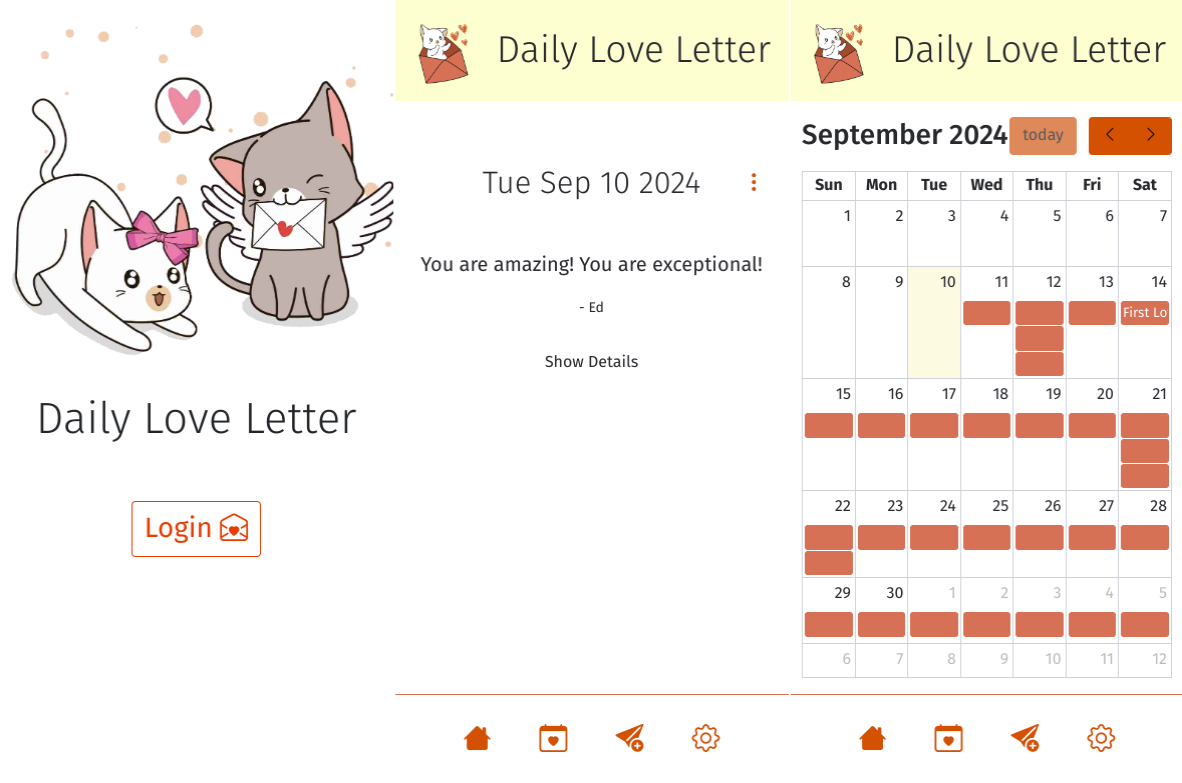 Daily Love Letter
Login
Daily Love Letter
Tue Sep 10 2024
You are amazing! You are exceptional!
- Ed
Show Details
Daily Love Letter
September 2024 today
Sun Mon Tue Wed Thu Fri Sat
1 2 3 4 5 6 7
8 9 10 11 12 13 14
First Lo
15 16 17 18 19 20 21
22 23 24 25 26 27 28
29 30 1 2 3 4 5
6 7 8 9 10 11 12